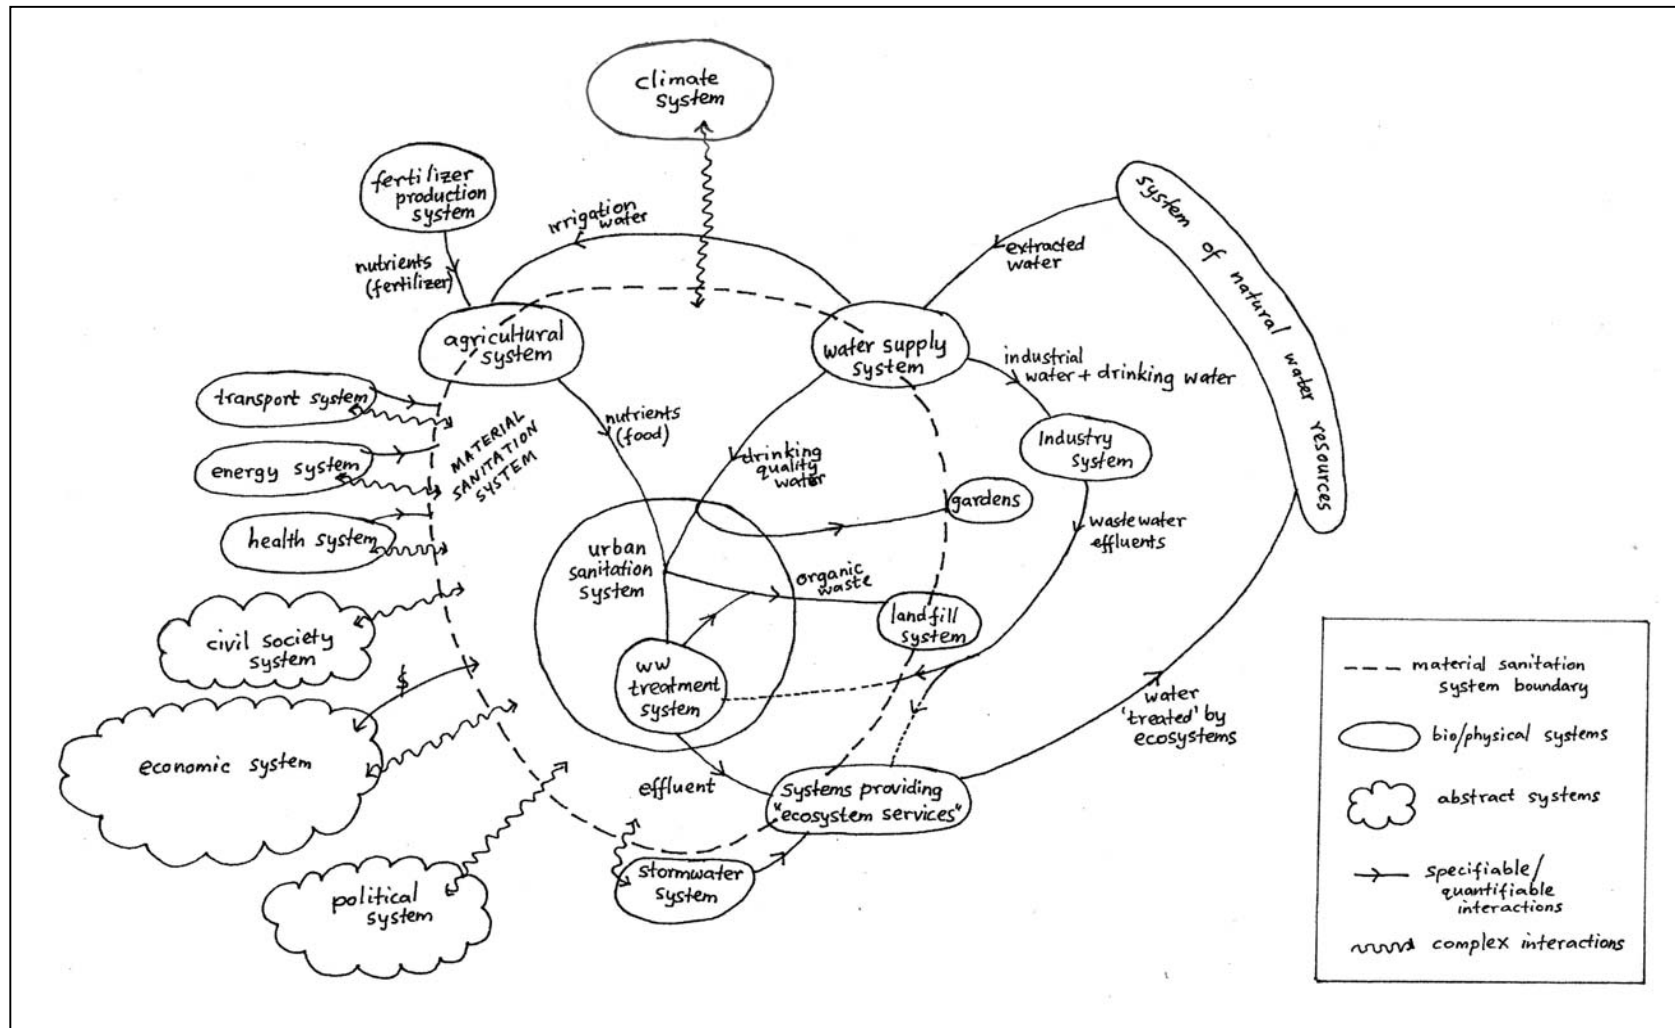 climate
system
fertilizer
production
system
nutrients
(fertilizer)
irrigation
water
extracted
water
system of natural water resources
agricultural
system
water supply
system
industrial
water + drinking water
transport system
energy system
health system
MATERIAL
SANITATION
SYSTEM
nutrients
(food)
drinking
quality
water
Industry
system
gardens
wastewater
effluents
urban
sanitation
system
organic
waste
landfill
system
civil society
system
$
ww
treatment
system
economic system
effluent
Systems providing
"ecosystem services"
water
'treated' by
ecosystems
political
system
stormwater
system
material sanitation
system boundary
bio/physical systems
abstract systems
specifiable/
quantifiable
interactions
complex interactions